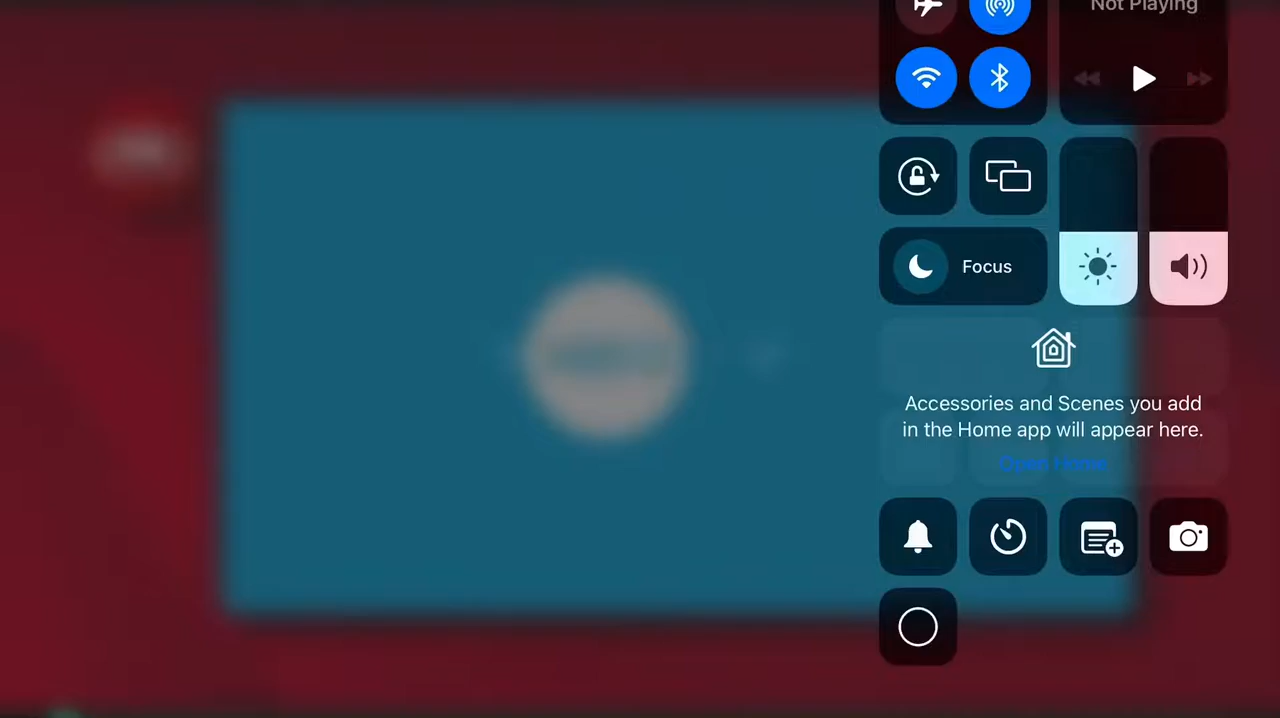 Not Playing
Focus
Accessories and Scenes you add
in the Home app will appear here.
Open Home